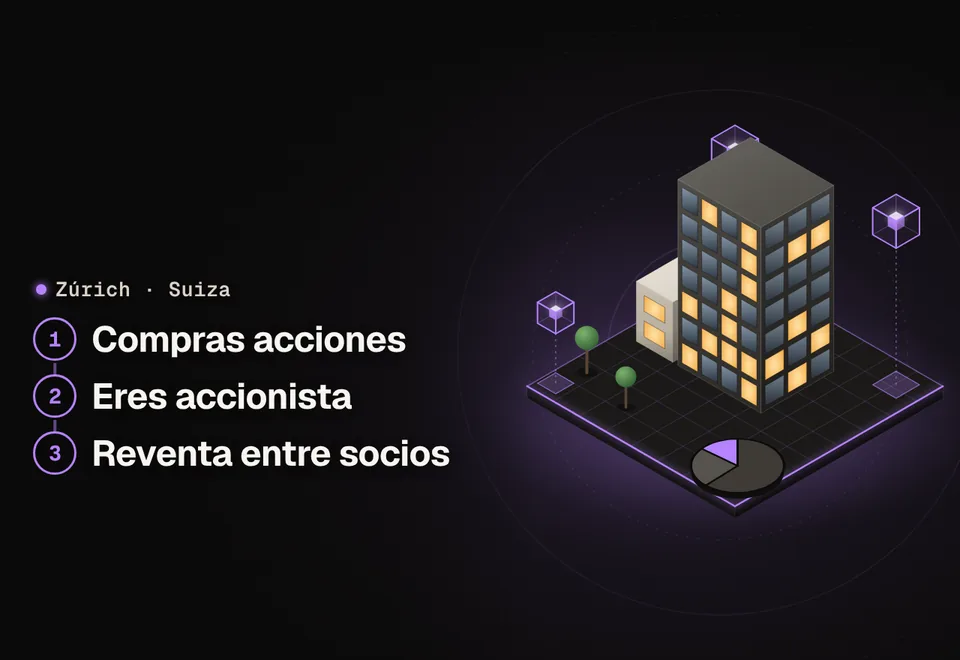 Zúrich · Suiza
1 Compras acciones
2 Eres accionista
3 Reventa entre socios